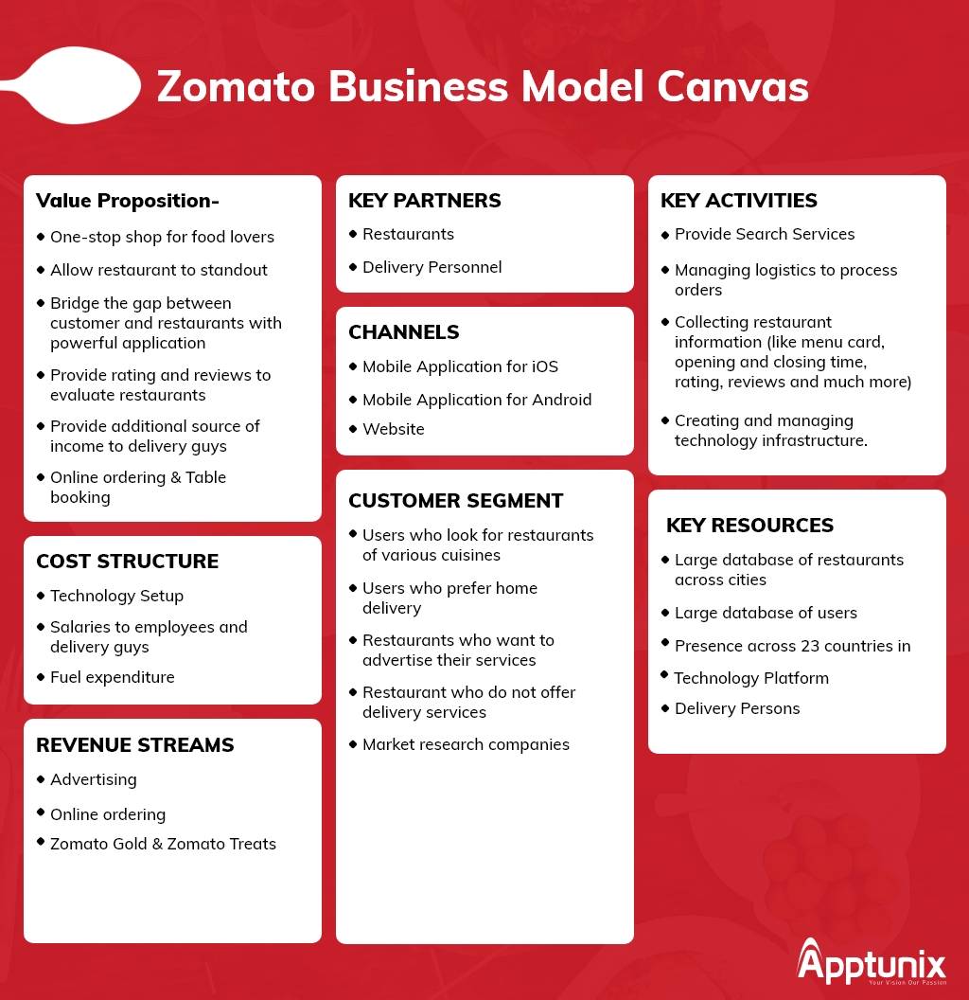 Zomato Business Model Canvas
Value Proposition-
One-stop shop for food lovers
Allow restaurant to standout
Bridge the gap between
customer and restaurants with
powerful application
Provide rating and reviews to
evaluate restaurants
Provide additional source of
income to delivery guys
Online ordering & Table
booking
COST STRUCTURE
Technology Setup
Salaries to employees and
delivery guys
Fuel expenditure
REVENUE STREAMS
Advertising
Online ordering
Zomato Gold & Zomato Treats
KEY PARTNERS
Restaurants
Delivery Personnel
CHANNELS
Mobile Application for iOS
Mobile Application for Android
Website
CUSTOMER SEGMENT
Users who look for restaurants
of various cuisines
Users who prefer home
delivery
Restaurants who want to
advertise their services
Restaurant who do not offer
delivery services
Market research companies
KEY ACTIVITIES
Provide Search Services
Managing logistics to process
orders
Collecting restaurant
information (like menu card,
opening and closing time,
rating, reviews and much more)
Creating and managing
technology infrastructure.
KEY RESOURCES
Large database of restaurants
across cities
Large database of users
Presence across 23 countries in
Technology Platform
Delivery Persons
Apptunix
Your Vision Our Passion